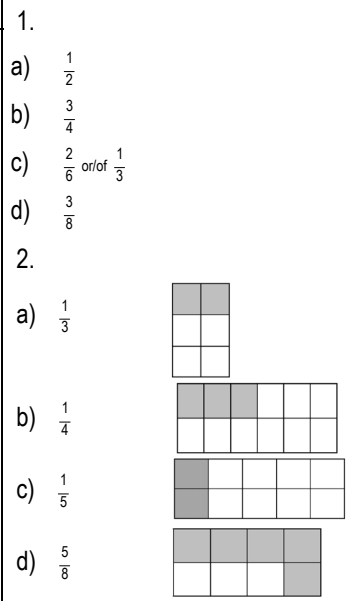 1.
a) 1/2
b) 3/4
c) 2/6 or/of 1/3
d) 3/8
2.
a) 1/3
b) 1/4
c) 1/5
d) 5/8